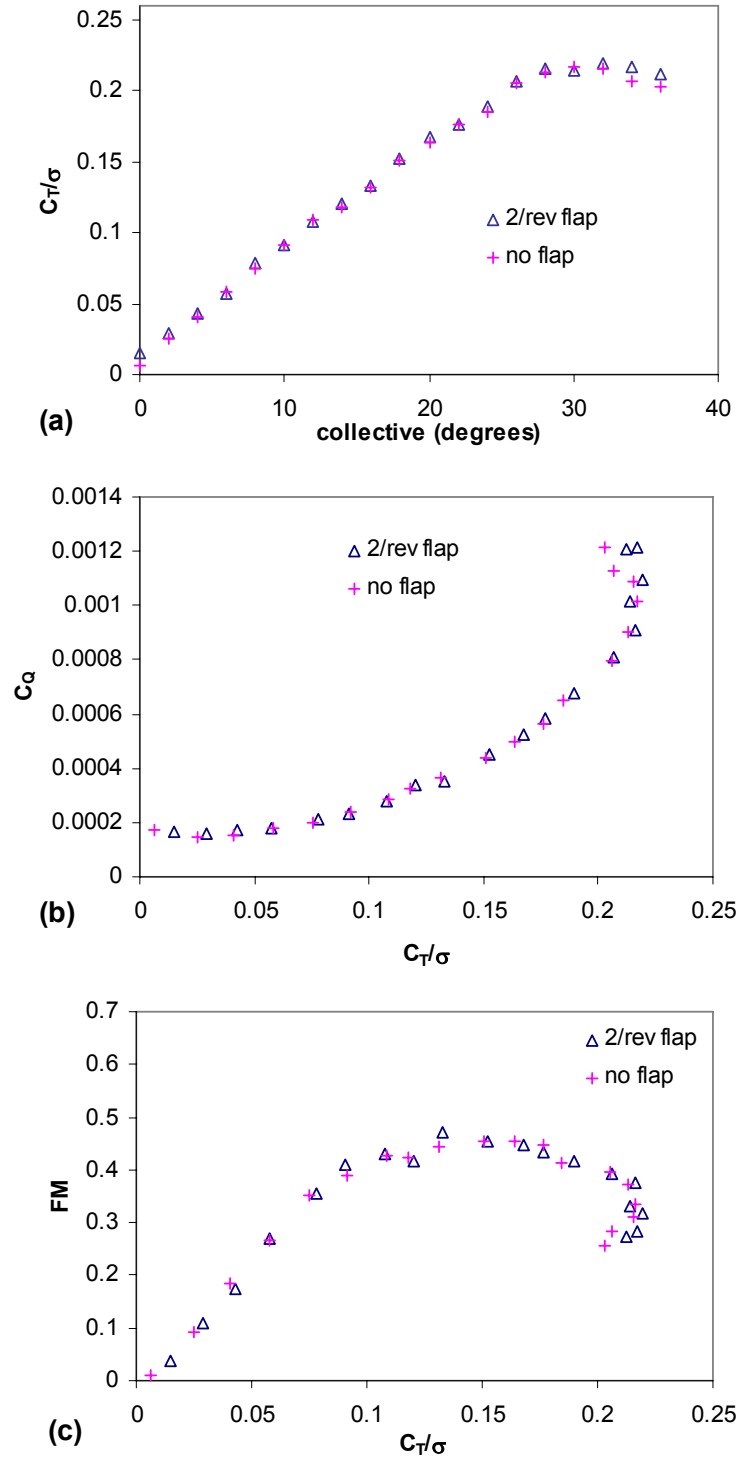 0.25
0.2
0.15
0.1
0.05
0
C_T/σ
2/rev flap
no flap
0 10 20 30 40
collective (degrees)
(a)
0.0014
0.0012
0.001
0.0008
0.0006
0.0004
0.0002
0
C_Q
2/rev flap
no flap
0 0.05 0.1 0.15 0.2 0.25
C_T/σ
(b)
0.7
0.6
0.5
0.4
0.3
0.2
0.1
0
FM
2/rev flap
no flap
0 0.05 0.1 0.15 0.2 0.25
C_T/σ
(c)